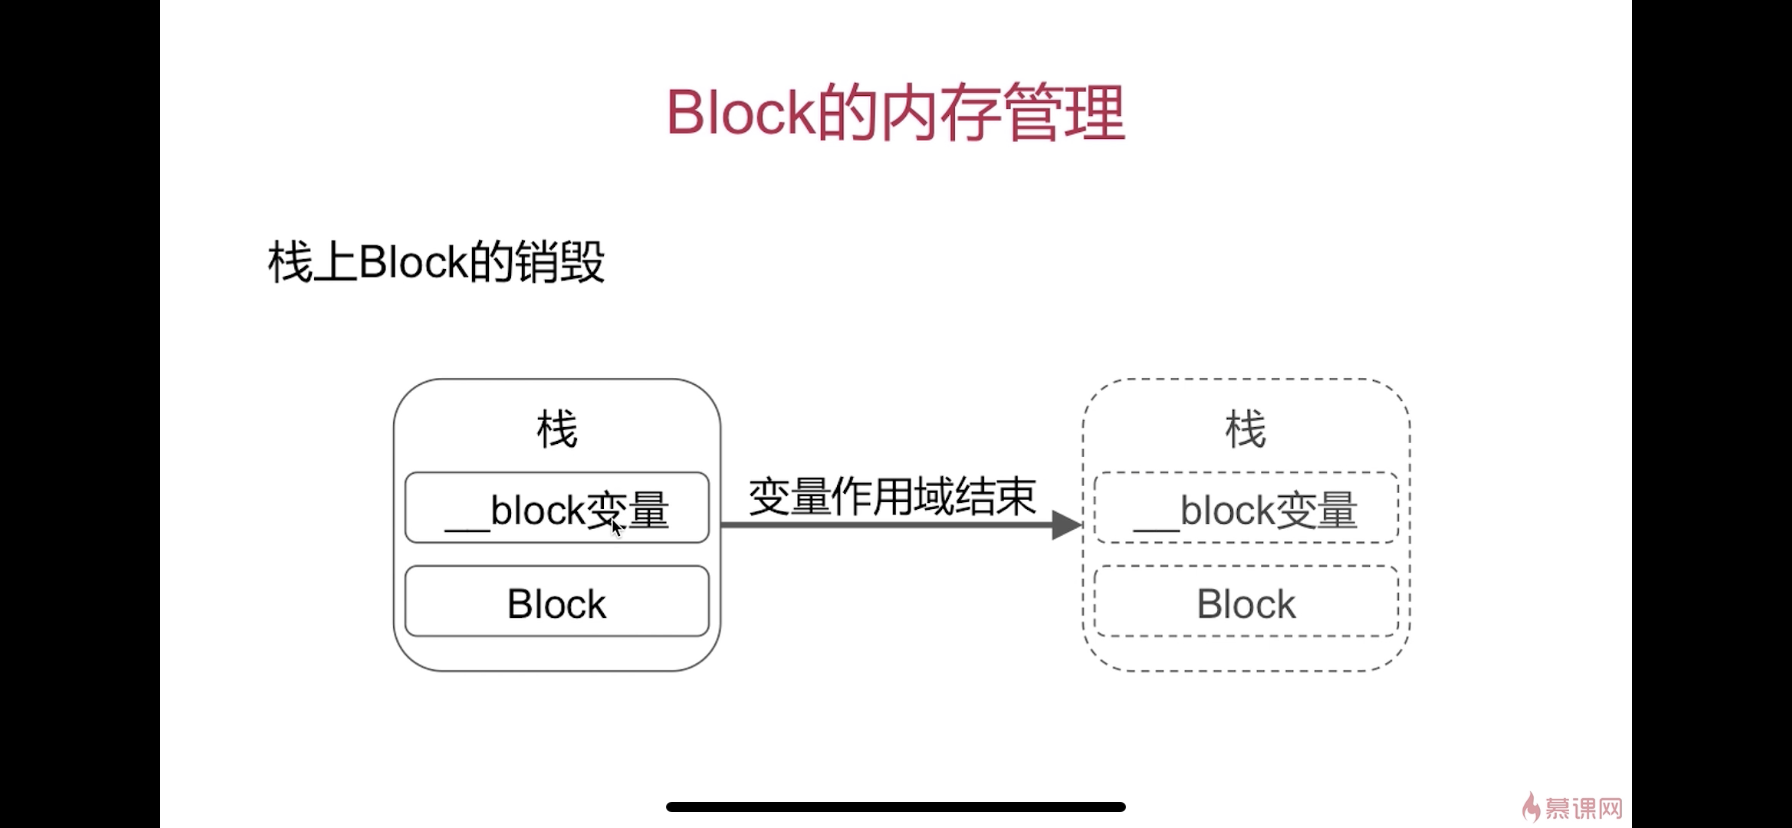 Block的内存管理
栈上Block的销毁
栈
__block变量
Block
变量作用域结束
栈
__block变量
Block
慕课网